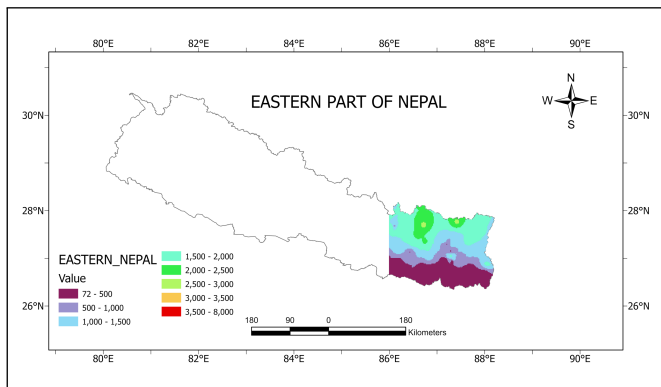 80°E 82°E 84°E 86°E 88°E 90°E
EASTERN PART OF NEPAL
N
W E
S
30°N 30°N
28°N 28°N
26°N 26°N
EASTERN_NEPAL
Value
72 - 500
500 - 1,000
1,000 - 1,500
1,500 - 2,000
2,000 - 2,500
2,500 - 3,000
3,000 - 3,500
3,500 - 8,000
180 90 0 180
Kilometers
80°E 82°E 84°E 86°E 88°E 90°E